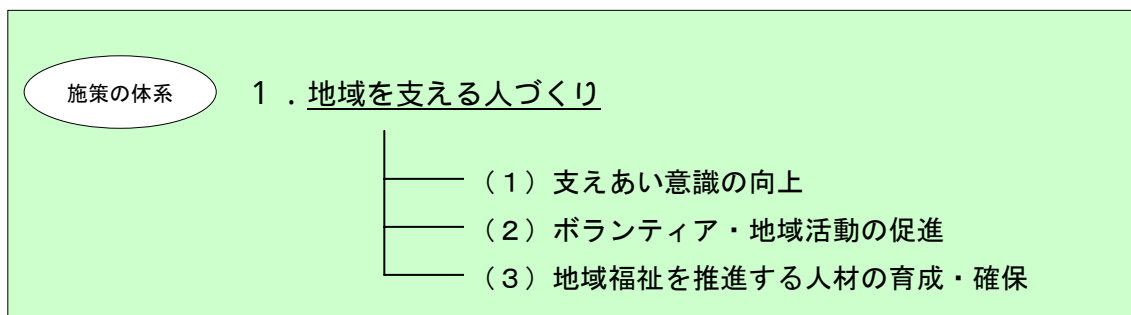 施策の体系
１．地域を支える人づくり
（１）支えあい意識の向上
（２）ボランティア・地域活動の促進
（３）地域福祉を推進する人材の育成・確保